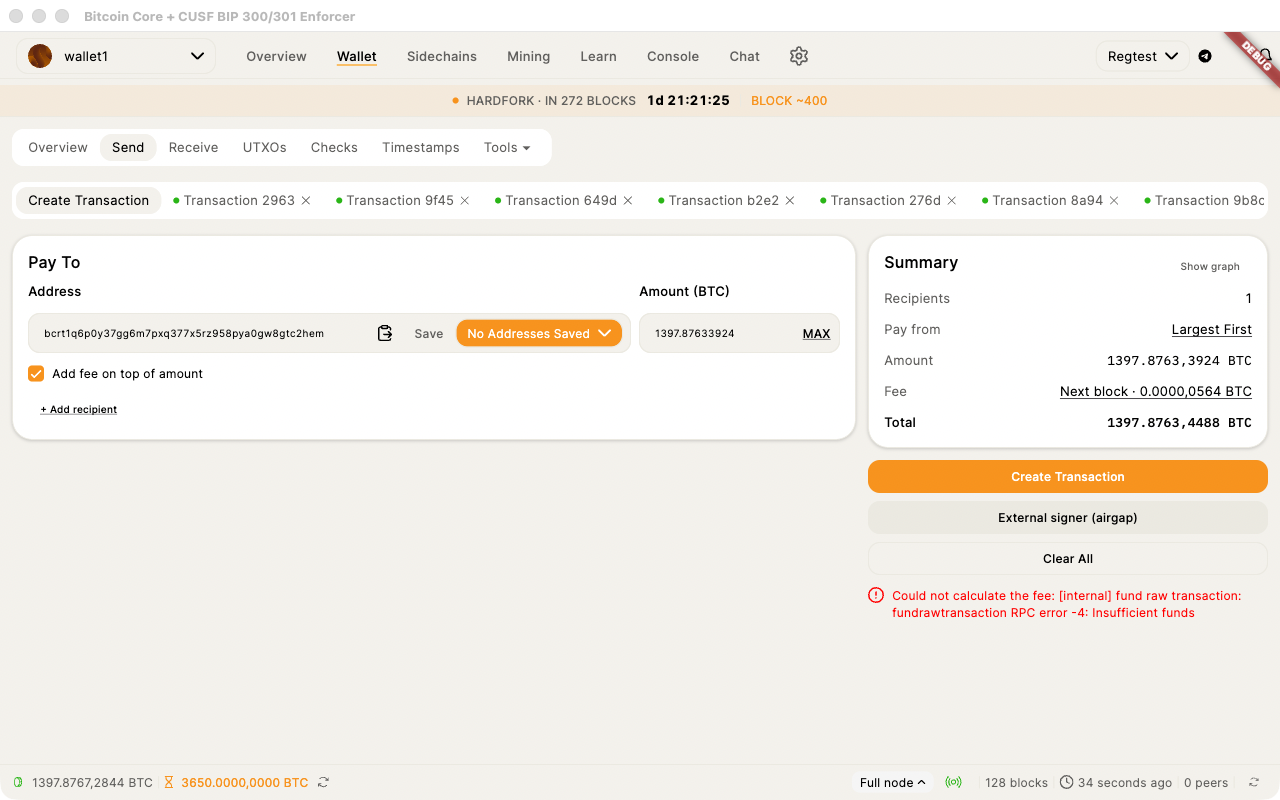 Bitcoin Core + CUSF BIP 300/301 Enforcer
wallet1
Overview
Wallet
Sidechains
Mining
Learn
Console
Chat
Regtest
DEBUG
HARDFORK · IN 272 BLOCKS 1d 21:21:25 BLOCK ~400
Overview
Send
Receive
UTXOs
Checks
Timestamps
Tools
Create Transaction
Transaction 2963
Transaction 9f45
Transaction 649d
Transaction b2e2
Transaction 276d
Transaction 8a94
Transaction 9b8c
Pay To
Address
Amount (BTC)
bcrt1q6p0y37gg6m7pxq377x5rz958pya0gw8gtc2hem
Save
No Addresses Saved
1397.87633924
MAX
Add fee on top of amount
+ Add recipient
Summary
Show graph
Recipients 1
Pay from Largest First
Amount 1397.8763,3924 BTC
Fee Next block · 0.0000,0564 BTC
Total 1397.8763,4488 BTC
Create Transaction
External signer (airgap)
Clear All
Could not calculate the fee: [internal] fund raw transaction:
fundrawtransaction RPC error -4: Insufficient funds
1397.8767,2844 BTC
3650.0000,0000 BTC
Full node
128 blocks
34 seconds ago
0 peers